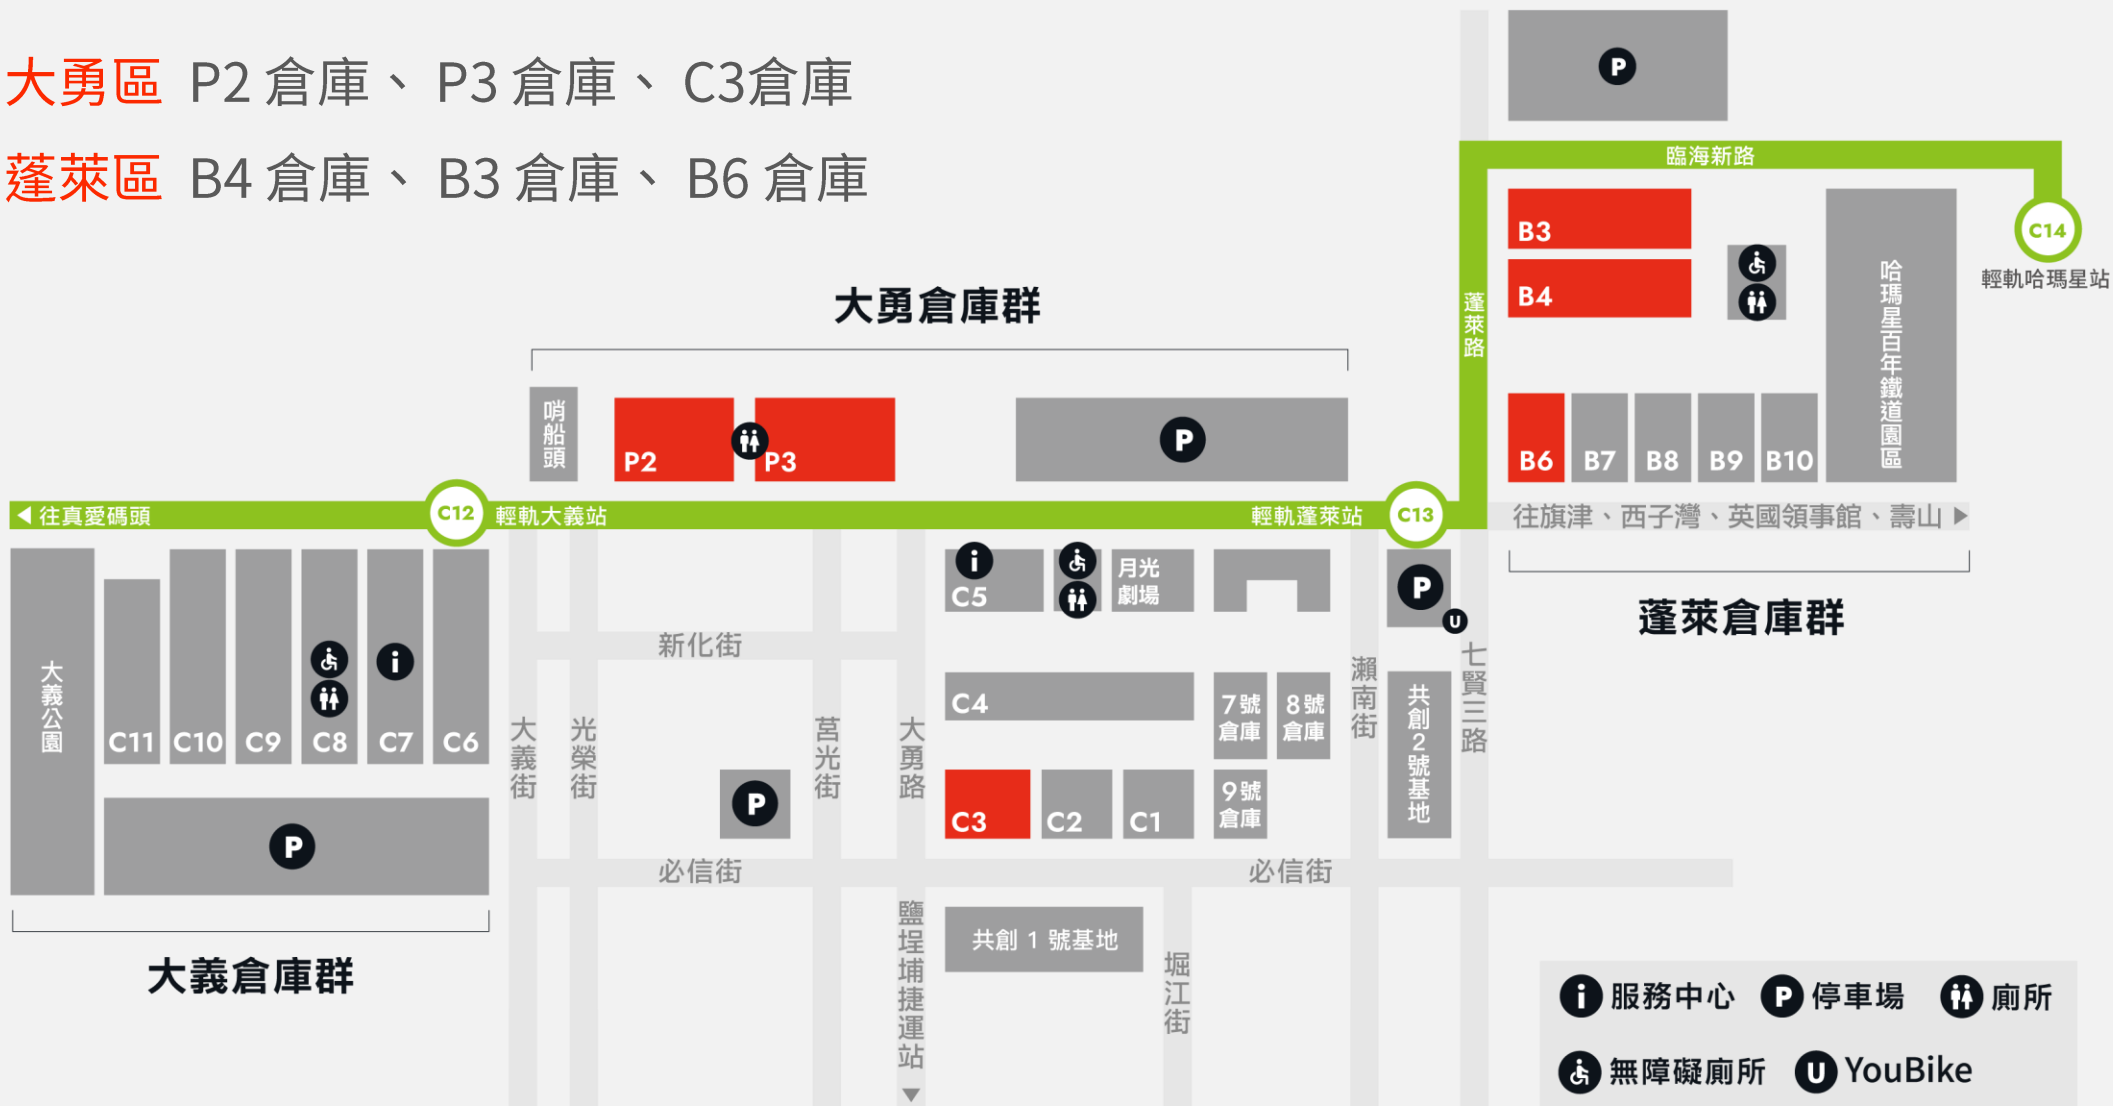 大勇區 P2 倉庫、 P3 倉庫、 C3倉庫
蓬萊區 B4 倉庫、 B3 倉庫、 B6 倉庫
P
臨海新路
B3
B4
C14
輕軌哈瑪星站
哈瑪星百年鐵道園區
蓬萊路
大勇倉庫群
哨船頭
P2
P3
P
B6
B7
B8
B9
B10
往真愛碼頭
C12
輕軌大義站
輕軌蓬萊站
C13
往旗津、西子灣、英國領事館、壽山
蓬萊倉庫群
大義公園
C11
C10
C9
C8
i
C7
C6
P
大義倉庫群
大義街
光榮街
新化街
莒光街
大勇路
P
必信街
i
C5
月光
劇場
C4
7號
倉庫
8號
倉庫
C3
C2
C1
9號
倉庫
瀨南街
P
U
共創2號基地
七賢三路
必信街
鹽埕埔捷運站
共創 1 號基地
堀江街
i 服務中心
P 停車場
廁所
無障礙廁所
U YouBike